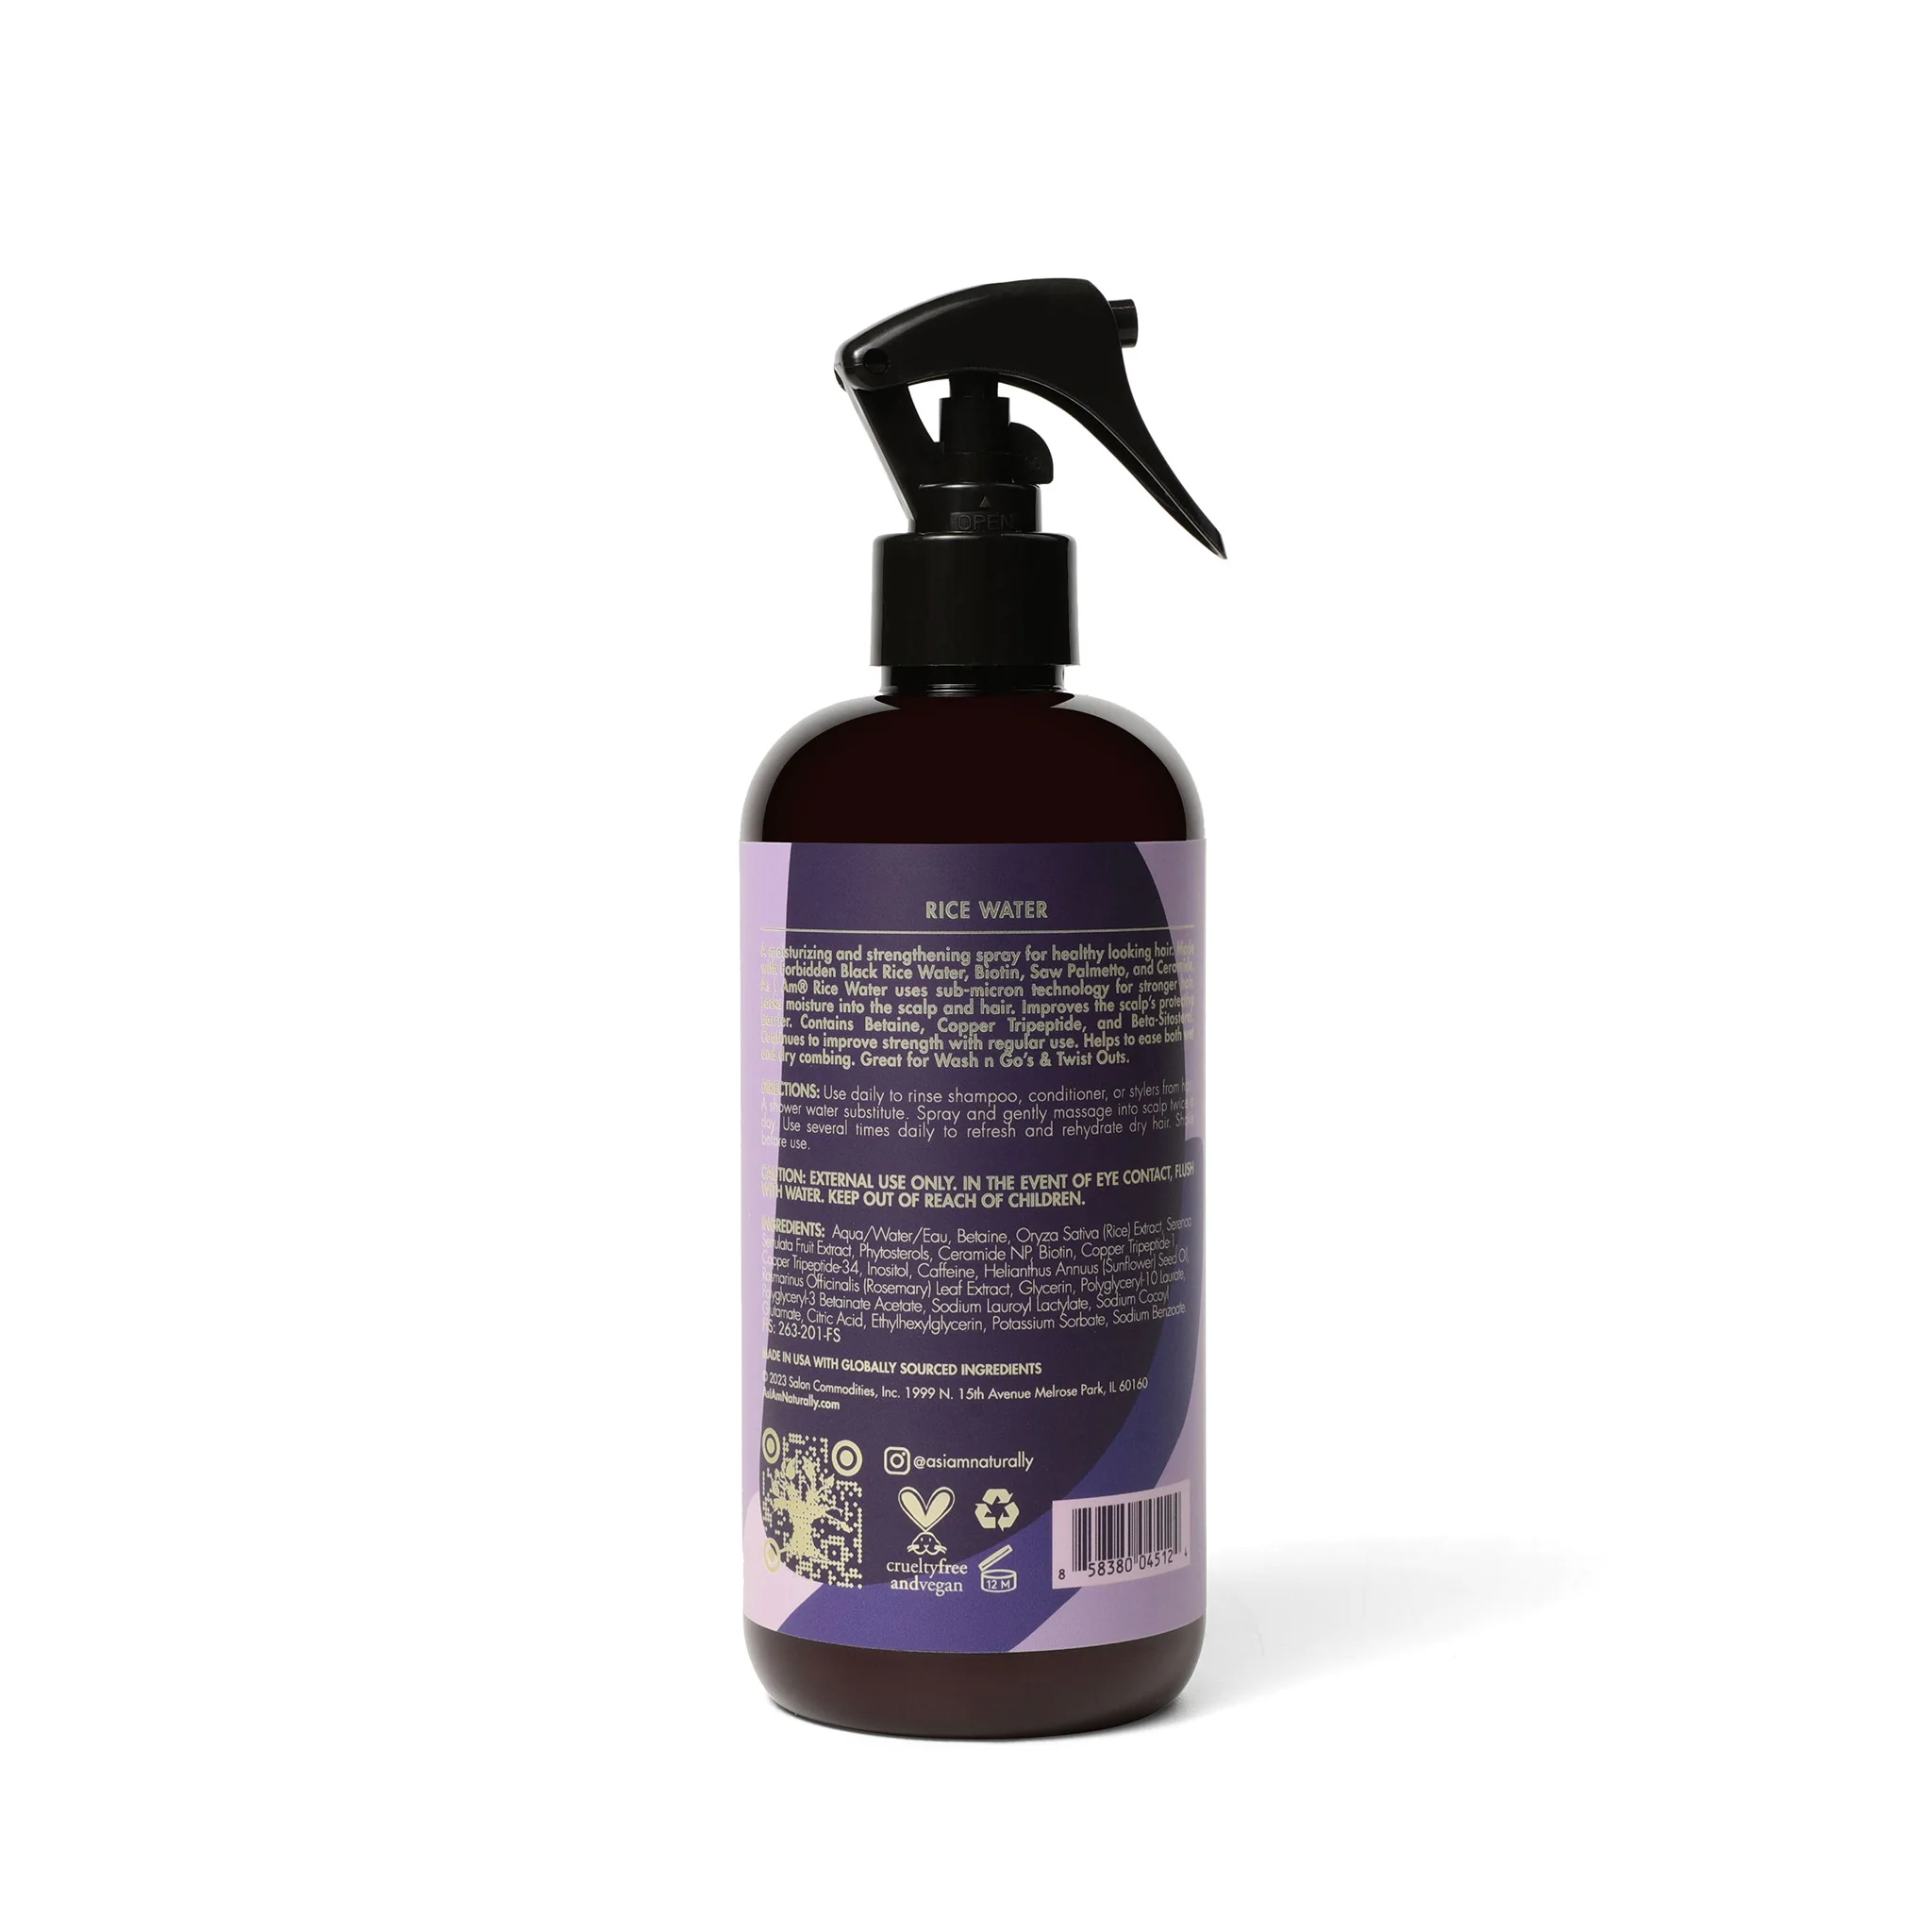 OPEN
RICE WATER
A moisturizing and strengthening spray for healthy looking hair. Made
with Forbidden Black Rice Water, Biotin, Saw Palmetto, and Ceramide.
As I Am® Rice Water uses sub-micron technology for stronger hair.
Locks moisture into the scalp and hair. Improves the scalp's protecting
barrier. Contains Betaine, Copper Tripeptide, and Beta-Sitosterol.
Continues to improve strength with regular use. Helps to ease both wet
and dry combing. Great for Wash n Go's & Twist Outs.
DIRECTIONS: Use daily to rinse shampoo, conditioner, or stylers from hair.
A shower water substitute. Spray and gently massage into scalp twice a
day. Use several times daily to refresh and rehydrate dry hair. Shake
before use.
CAUTION: EXTERNAL USE ONLY. IN THE EVENT OF EYE CONTACT, FLUSH
WITH WATER. KEEP OUT OF REACH OF CHILDREN.
INGREDIENTS: Aqua/Water/Eau, Betaine, Oryza Sativa (Rice) Extract, Serenoa
Serrulata Fruit Extract, Phytosterols, Ceramide NP, Biotin, Copper Tripeptide-1,
Copper Tripeptide-34, Inositol, Caffeine, Helianthus Annuus (Sunflower) Seed Oil,
Rosmarinus Officinalis (Rosemary) Leaf Extract, Glycerin, Polyglyceryl-10 Laurate,
Polyglyceryl-3 Betainate Acetate, Sodium Lauroyl Lactylate, Sodium Cocoyl
Glutamate, Citric Acid, Ethylhexylglycerin, Potassium Sorbate, Sodium Benzoate.
FS: 263-201-FS
MADE IN USA WITH GLOBALLY SOURCED INGREDIENTS
© 2023 Salon Commodities, Inc. 1999 N. 15th Avenue Melrose Park, IL 60160
AsIAmNaturally.com
@asiamnaturally
crueltyfree
andvegan
12 M
8 58380 04512 4